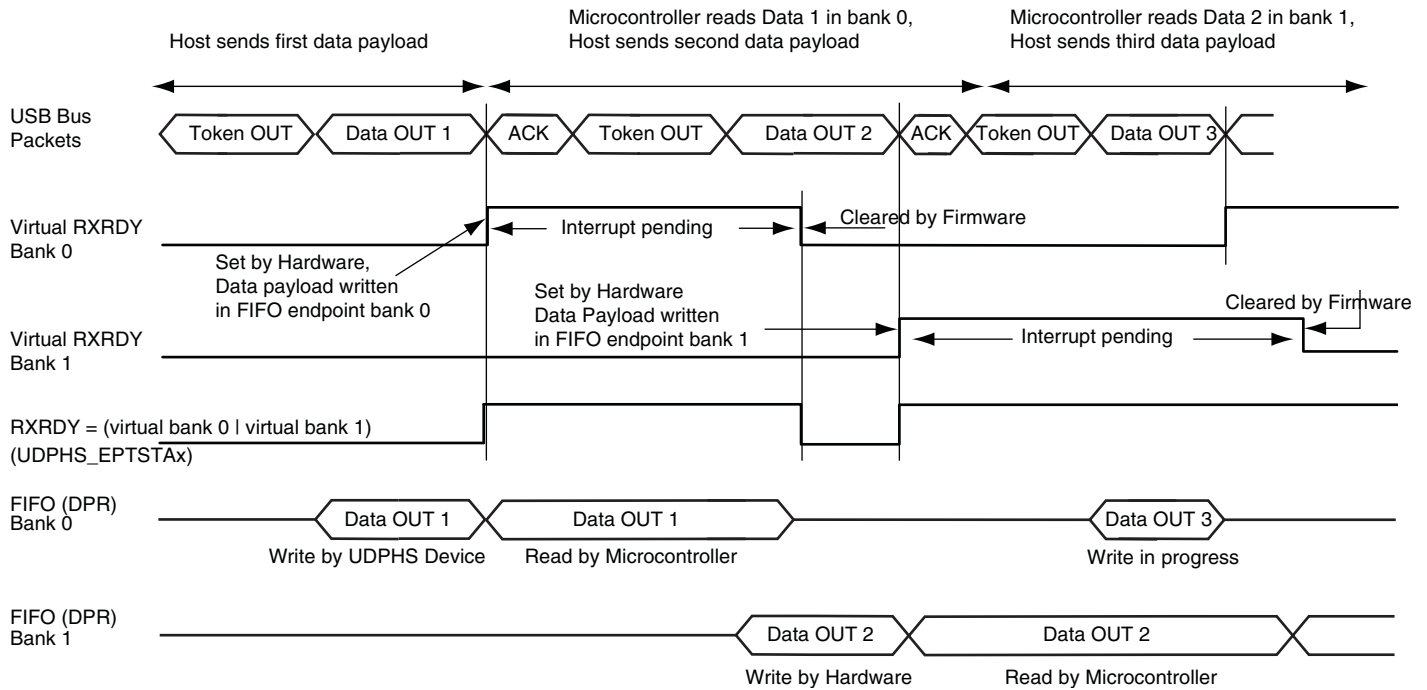 Host sends first data payload
Microcontroller reads Data 1 in bank 0,
Host sends second data payload
Microcontroller reads Data 2 in bank 1,
Host sends third data payload
USB Bus
Packets
Token OUT
Data OUT 1
ACK
Token OUT
Data OUT 2
ACK
Token OUT
Data OUT 3
Virtual RXRDY
Bank 0
Interrupt pending
Cleared by Firmware
Set by Hardware,
Data payload written
in FIFO endpoint bank 0
Set by Hardware
Data Payload written
in FIFO endpoint bank 1
Cleared by Firmware
Virtual RXRDY
Bank 1
Interrupt pending
RXRDY = (virtual bank 0 | virtual bank 1)
(UDPHS_EPTSTAx)
FIFO (DPR)
Bank 0
Data OUT 1
Data OUT 1
Data OUT 3
Write by UDPHS Device
Read by Microcontroller
Write in progress
FIFO (DPR)
Bank 1
Data OUT 2
Data OUT 2
Write by Hardware
Read by Microcontroller